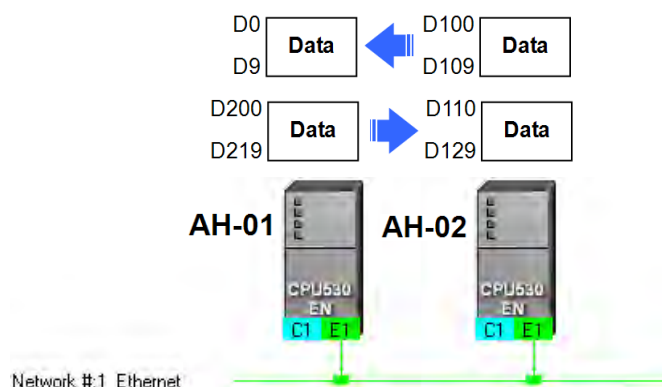 D0 Data D100 Data
D9 D109
D200 Data D110 Data
D219 D129
AH-01 AH-02
CPU530 CPU530
EN EN
C1 E1 C1 E1
Network #:1 Ethernet